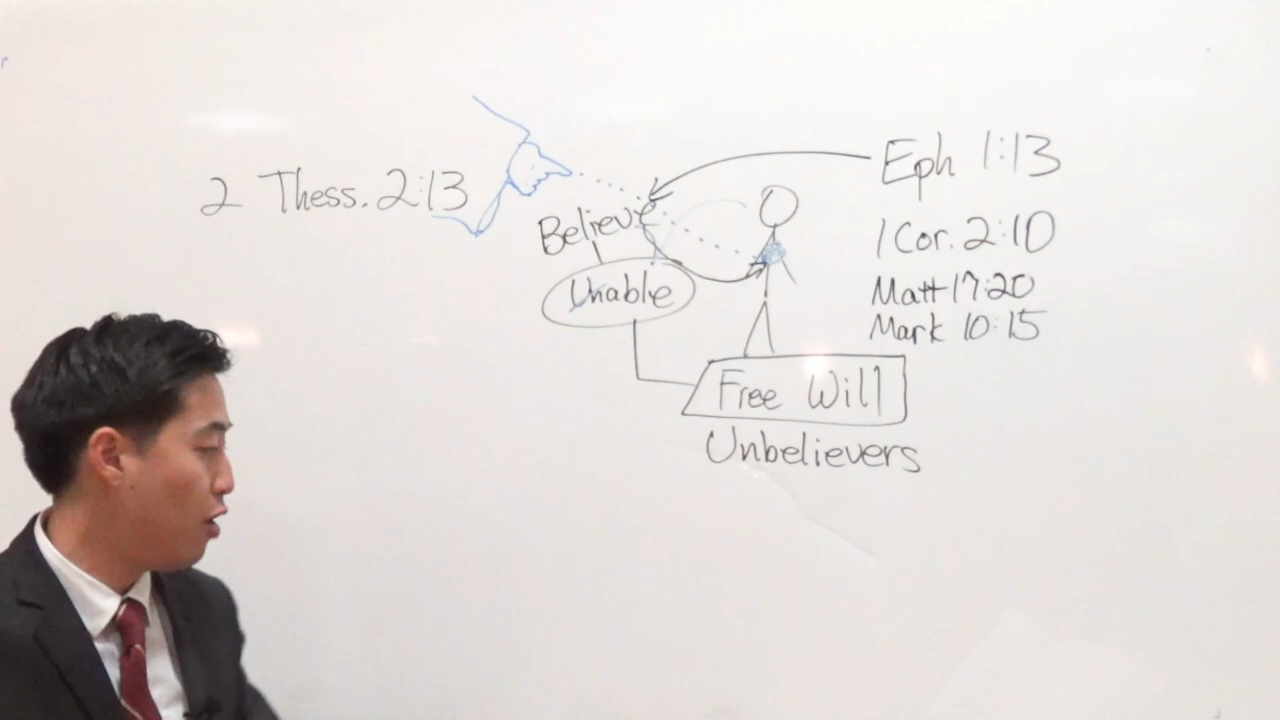 2 Thess. 2:13
Believe
Unable
Eph 1:13
1 Cor. 2:10
Matt 17:20
Mark 10:15
Free Will
Unbelievers